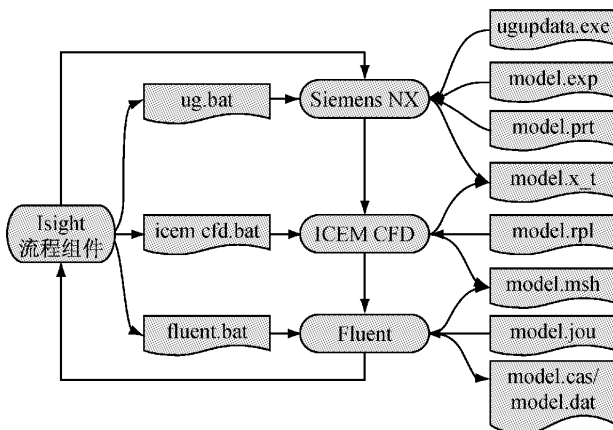 ugupdata.exe
ug.bat
Siemens NX
model.exp
model.prt
model.x_t
Isight
流程组件
icem cfd.bat
ICEM CFD
model.rpl
model.msh
fluent.bat
Fluent
model.jou
model.cas/
model.dat